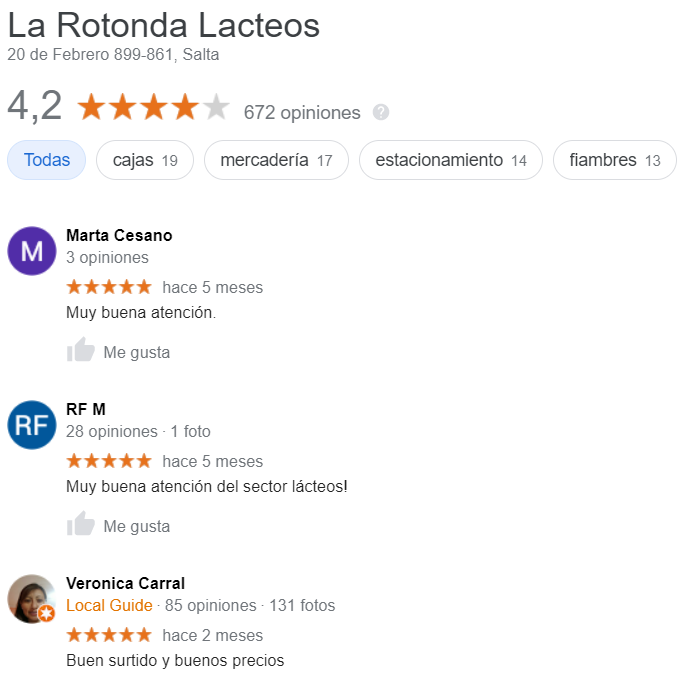 La Rotonda Lacteos
20 de Febrero 899-861, Salta
4,2 672 opiniones ?
Todas cajas 19 mercadería 17 estacionamiento 14 fiambres 13
M Marta Cesano
3 opiniones
hace 5 meses
Muy buena atención.
Me gusta
RF RF M
28 opiniones · 1 foto
hace 5 meses
Muy buena atención del sector lácteos!
Me gusta
Veronica Carral
Local Guide · 85 opiniones · 131 fotos
hace 2 meses
Buen surtido y buenos precios